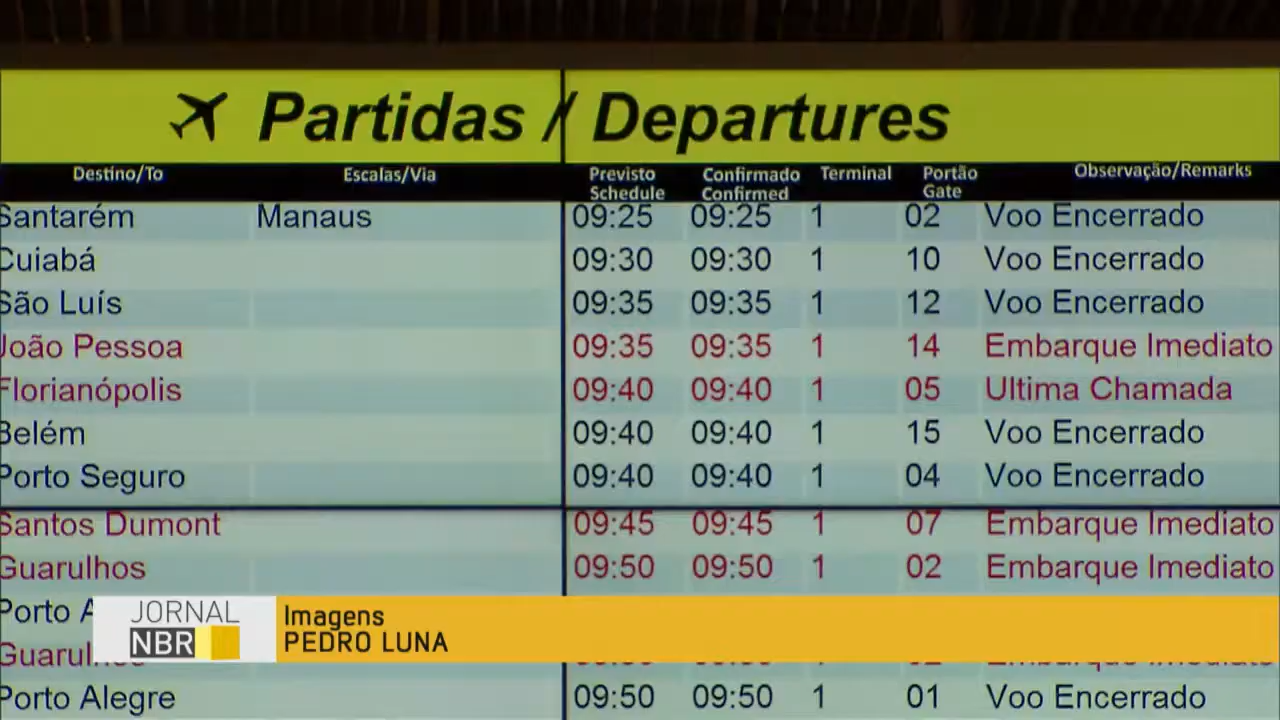 Partidas / Departures
Destino/To Escalas/Via Previsto Schedule Confirmado Confirmed Terminal Portão Gate Observação/Remarks
Santarém Manaus 09:25 09:25 1 02 Voo Encerrado
Cuiabá 09:30 09:30 1 10 Voo Encerrado
São Luís 09:35 09:35 1 12 Voo Encerrado
João Pessoa 09:35 09:35 1 14 Embarque Imediato
Florianópolis 09:40 09:40 1 05 Ultima Chamada
Belém 09:40 09:40 1 15 Voo Encerrado
Porto Seguro 09:40 09:40 1 04 Voo Encerrado
Santos Dumont 09:45 09:45 1 07 Embarque Imediato
Guarulhos 09:50 09:50 1 02 Embarque Imediato
Porto
JORNAL
NBR
Imagens
PEDRO LUNA
Porto Alegre 09:50 09:50 1 01 Voo Encerrado